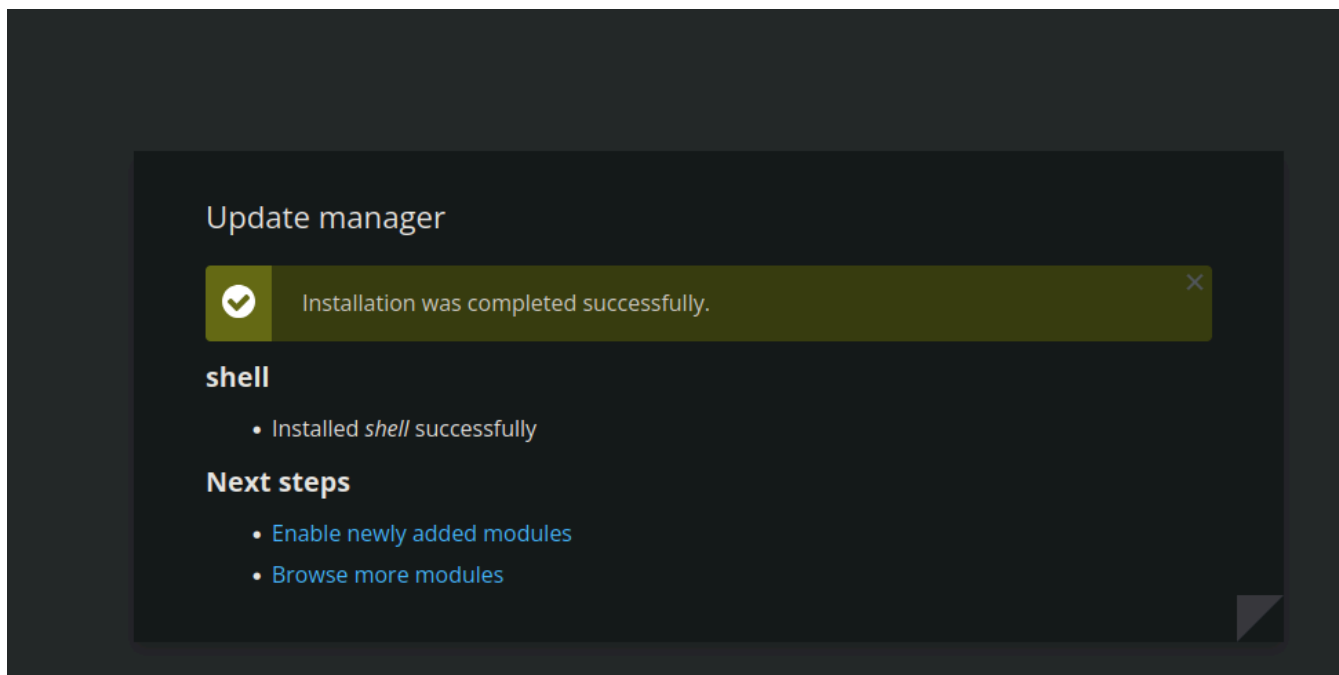 Update manager
Installation was completed successfully.
shell
Installed shell successfully
Next steps
Enable newly added modules
Browse more modules